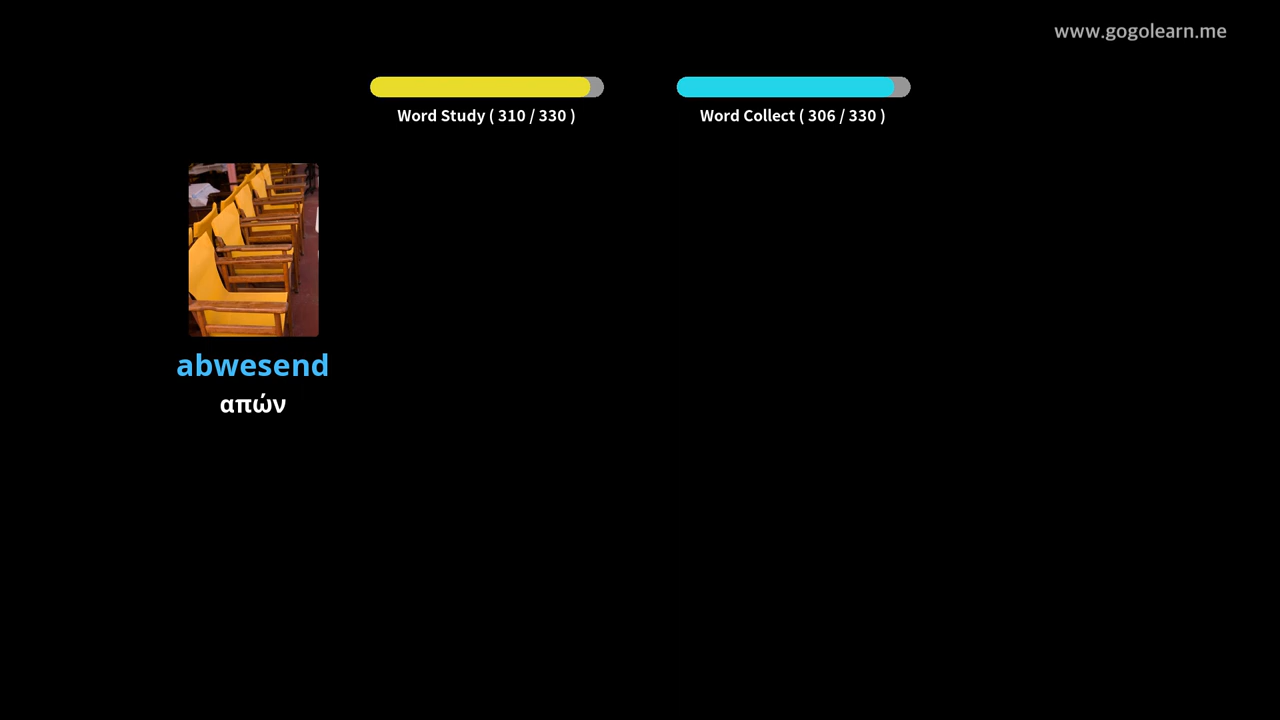 www.gogolearn.me
Word Study ( 310 / 330 )
Word Collect ( 306 / 330 )
abwesend
απών